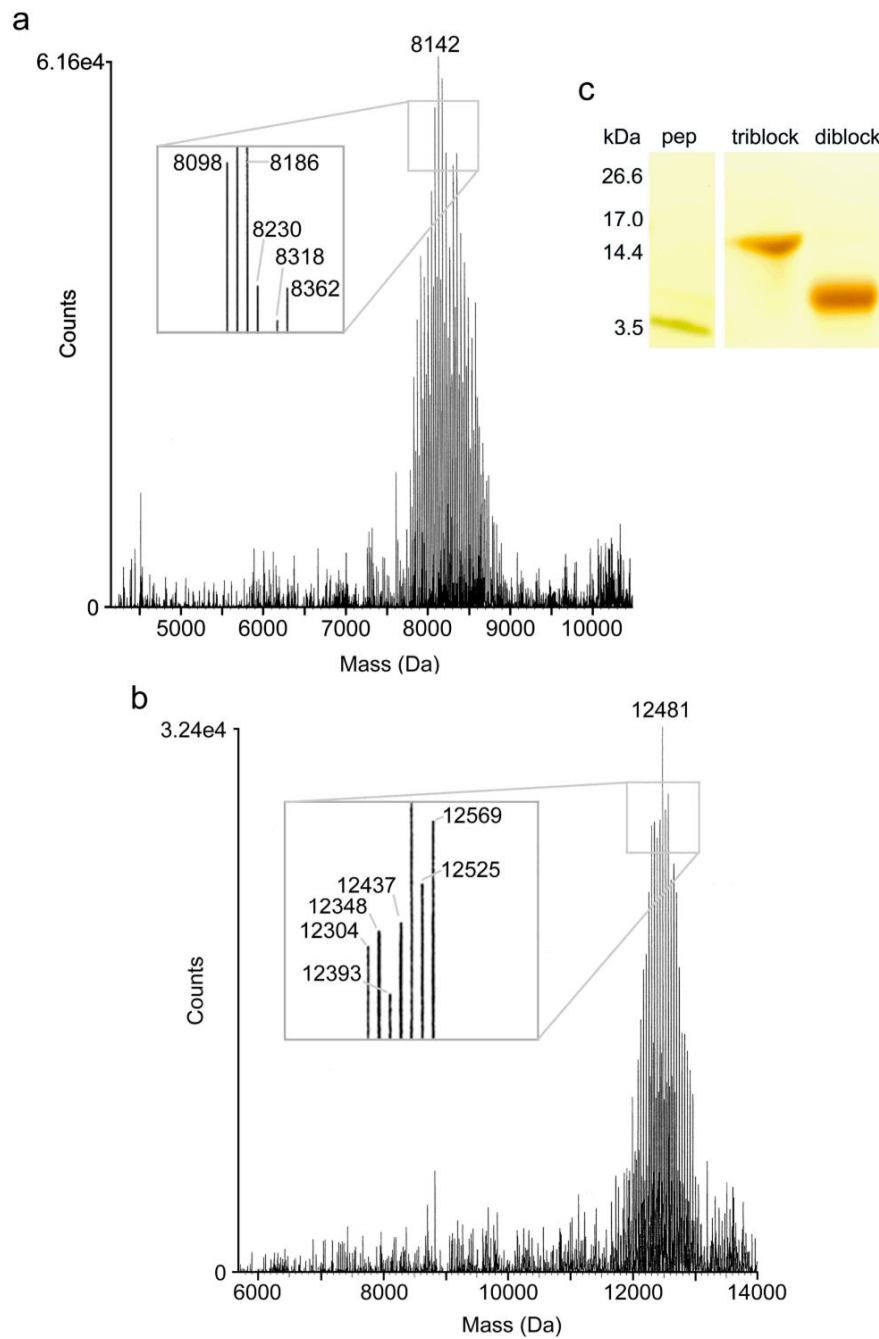 a
8142
6.16e4
8098
8186
8230
8318
8362
Counts
0
5000 6000 7000 8000 9000 10000
Mass (Da)
c
kDa pep triblock diblock
26.6
17.0
14.4
3.5
b
12481
3.24e4
12569
12525
12437
12348
12304
12393
Counts
0
6000 8000 10000 12000 14000
Mass (Da)